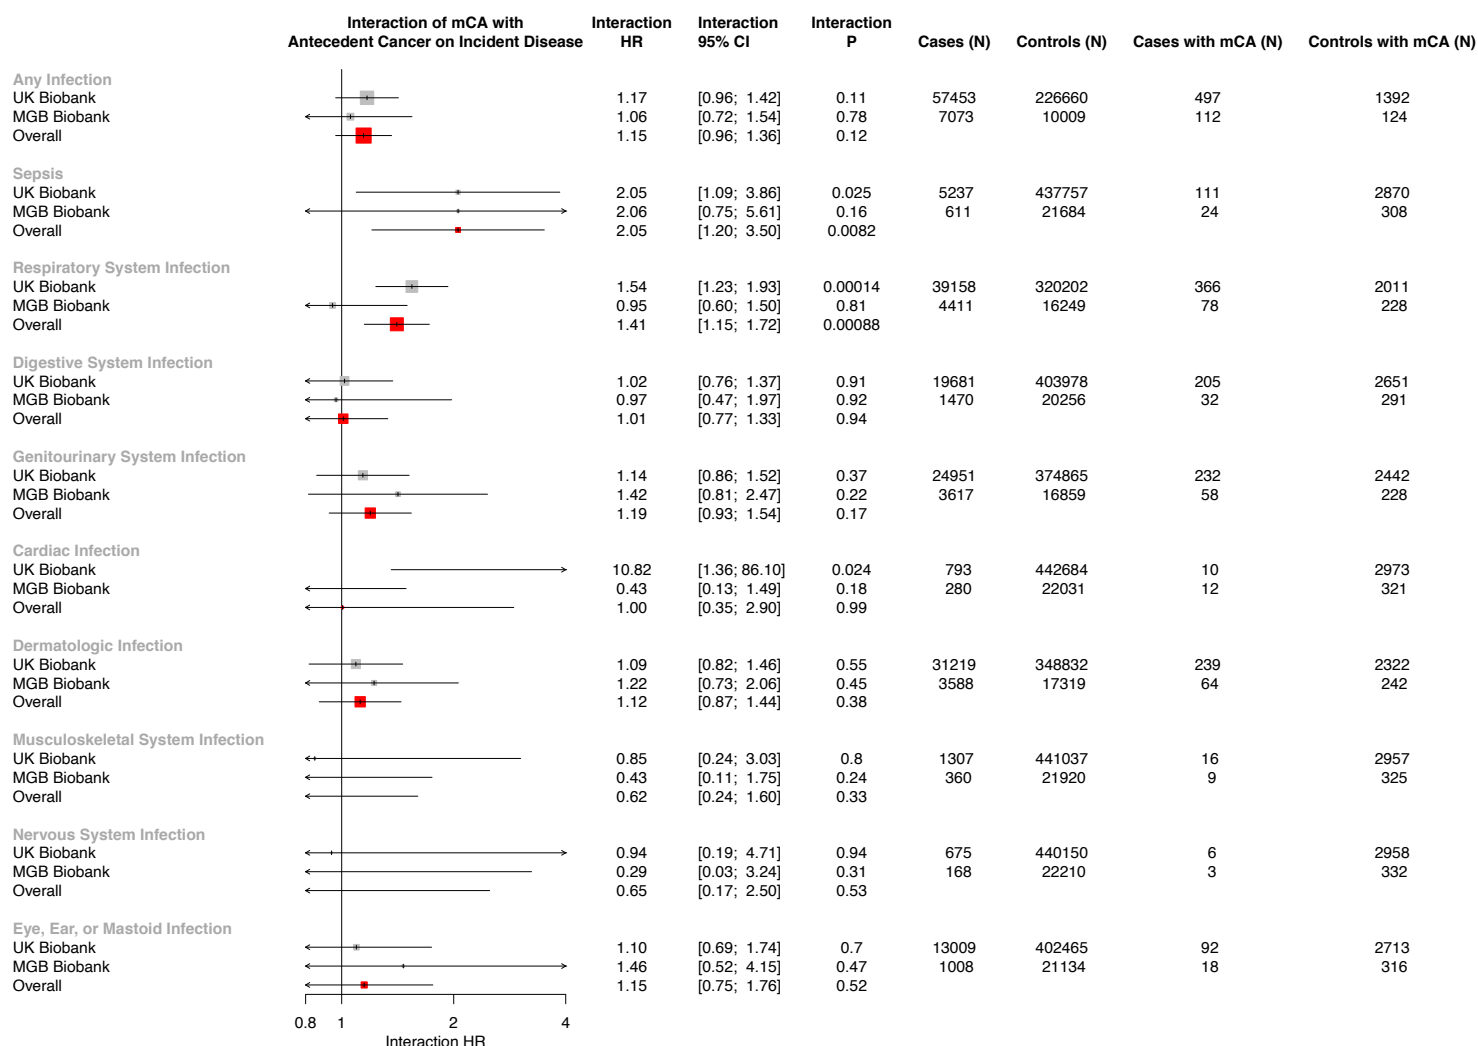 Interaction of mCA with Antecedent Cancer on Incident Disease Interaction HR Interaction 95% CI Interaction P Cases (N) Controls (N) Cases with mCA (N) Controls with mCA (N)
Any Infection
UK Biobank 1.17 [0.96; 1.42] 0.11 57453 226660 497 1392
MGB Biobank 1.06 [0.72; 1.54] 0.78 7073 10009 112 124
Overall 1.15 [0.96; 1.36] 0.12
Sepsis
UK Biobank 2.05 [1.09; 3.86] 0.025 5237 437757 111 2870
MGB Biobank 2.06 [0.75; 5.61] 0.16 611 21684 24 308
Overall 2.05 [1.20; 3.50] 0.0082
Respiratory System Infection
UK Biobank 1.54 [1.23; 1.93] 0.00014 39158 320202 366 2011
MGB Biobank 0.95 [0.60; 1.50] 0.81 4411 16249 78 228
Overall 1.41 [1.15; 1.72] 0.00088
Digestive System Infection
UK Biobank 1.02 [0.76; 1.37] 0.91 19681 403978 205 2651
MGB Biobank 0.97 [0.47; 1.97] 0.92 1470 20256 32 291
Overall 1.01 [0.77; 1.33] 0.94
Genitourinary System Infection
UK Biobank 1.14 [0.86; 1.52] 0.37 24951 374865 232 2442
MGB Biobank 1.42 [0.81; 2.47] 0.22 3617 16859 58 228
Overall 1.19 [0.93; 1.54] 0.17
Cardiac Infection
UK Biobank 10.82 [1.36; 86.10] 0.024 793 442684 10 2973
MGB Biobank 0.43 [0.13; 1.49] 0.18 280 22031 12 321
Overall 1.00 [0.35; 2.90] 0.99
Dermatologic Infection
UK Biobank 1.09 [0.82; 1.46] 0.55 31219 348832 239 2322
MGB Biobank 1.22 [0.73; 2.06] 0.45 3588 17319 64 242
Overall 1.12 [0.87; 1.44] 0.38
Musculoskeletal System Infection
UK Biobank 0.85 [0.24; 3.03] 0.8 1307 441037 16 2957
MGB Biobank 0.43 [0.11; 1.75] 0.24 360 21920 9 325
Overall 0.62 [0.24; 1.60] 0.33
Nervous System Infection
UK Biobank 0.94 [0.19; 4.71] 0.94 675 440150 6 2958
MGB Biobank 0.29 [0.03; 3.24] 0.31 168 22210 3 332
Overall 0.65 [0.17; 2.50] 0.53
Eye, Ear, or Mastoid Infection
UK Biobank 1.10 [0.69; 1.74] 0.7 13009 402465 92 2713
MGB Biobank 1.46 [0.52; 4.15] 0.47 1008 21134 18 316
Overall 1.15 [0.75; 1.76] 0.52
0.8 1 2 4
Interaction HR